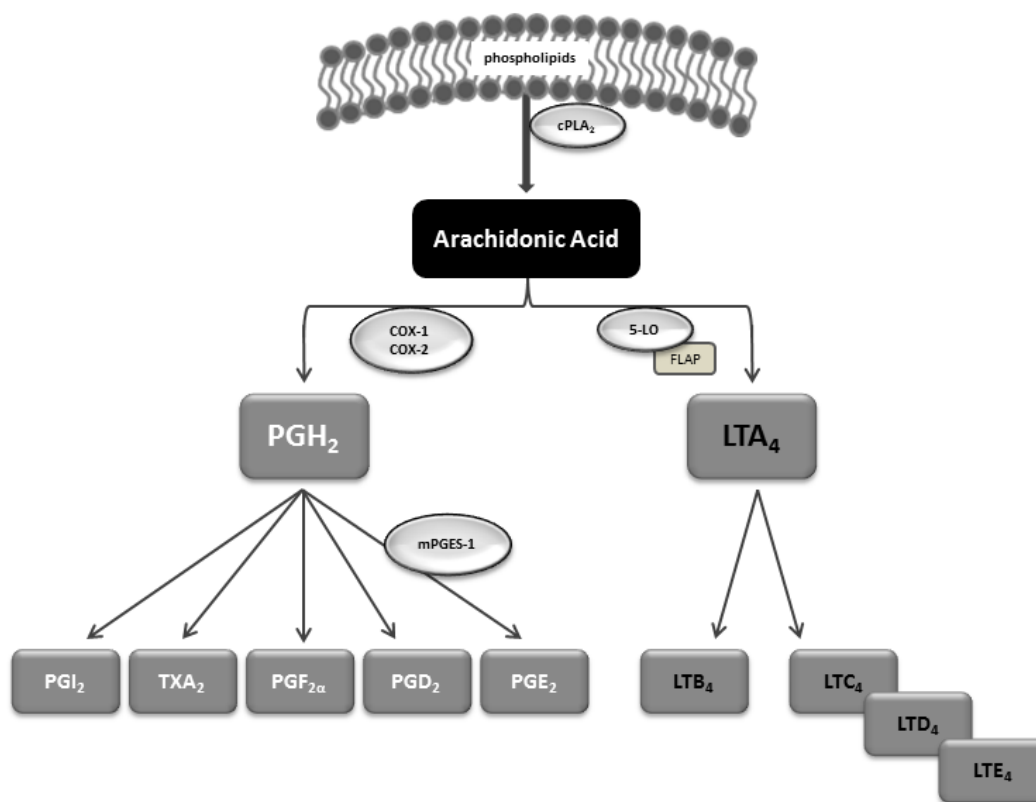 phospholipids
cPLA₂
Arachidonic Acid
COX-1
COX-2
5-LO
FLAP
PGH₂
LTA₄
mPGES-1
PGI₂
TXA₂
PGF₂α
PGD₂
PGE₂
LTB₄
LTC₄
LTD₄
LTE₄